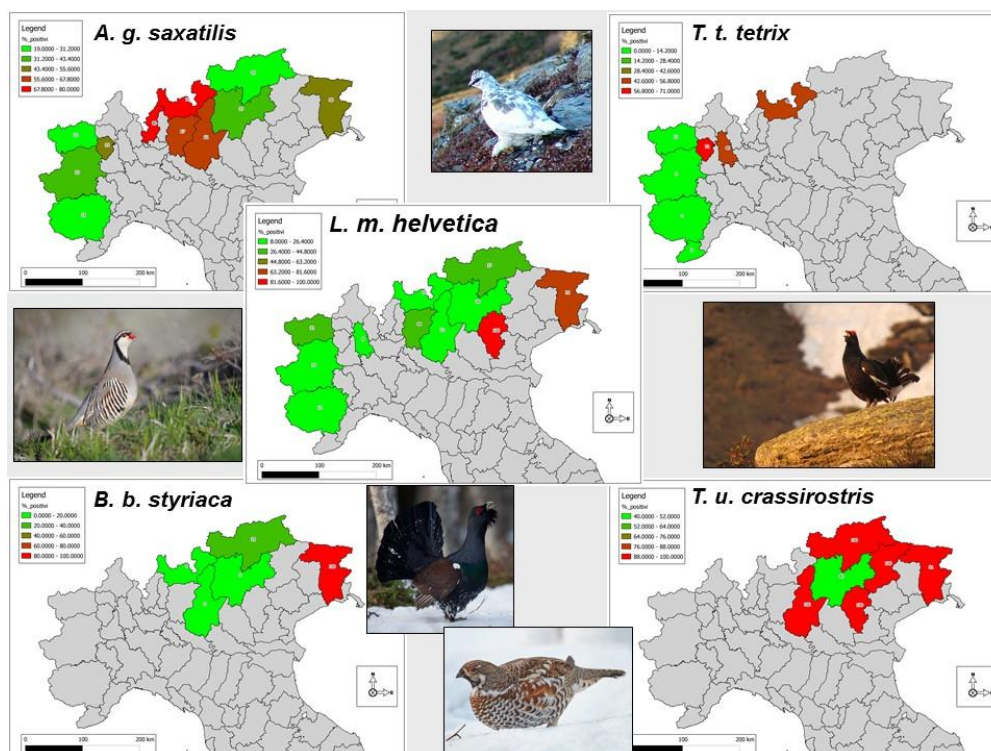 A. g. saxatilis
Legend
%_positivi
19.0000 - 31.2000
31.2000 - 43.4000
43.4000 - 55.6000
55.6000 - 67.8000
67.8000 - 80.0000
0 100 200 km
T. t. tetrix
Legend
%_positivi
0.0000 - 14.2000
14.2000 - 28.4000
28.4000 - 42.6000
42.6000 - 56.8000
56.8000 - 71.0000
0 100 200 km
L. m. helvetica
Legend
%_positivi
8.0000 - 26.4000
26.4000 - 44.8000
44.8000 - 63.2000
63.2000 - 81.6000
81.6000 - 100.0000
0 100 200 km
B. b. styriaca
Legend
%_positivi
0.0000 - 20.0000
20.0000 - 40.0000
40.0000 - 60.0000
60.0000 - 80.0000
80.0000 - 100.0000
0 100 200 km
T. u. crassirostris
Legend
%_positivi
40.0000 - 52.0000
52.0000 - 64.0000
64.0000 - 76.0000
76.0000 - 88.0000
88.0000 - 100.0000
0 100 200 km